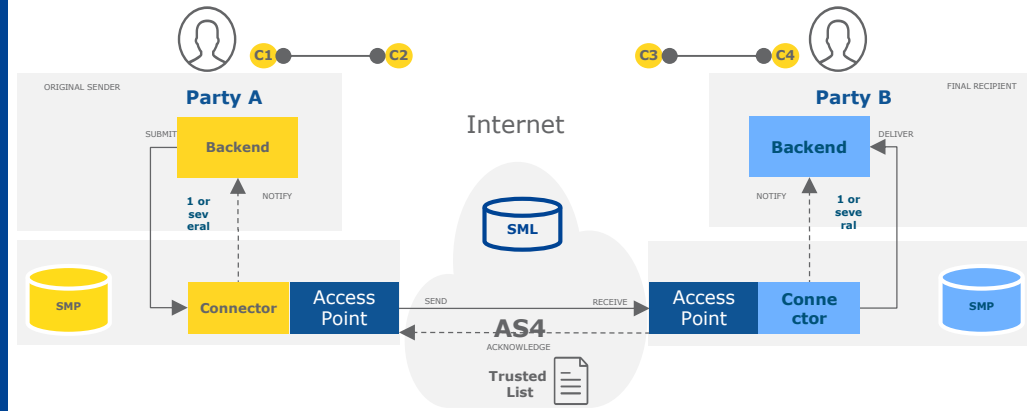 C1
C2
C3
C4
ORIGINAL SENDER
Party A
Party B
FINAL RECIPIENT
Internet
SUBMIT
Backend
Backend
DELIVER
NOTIFY
1 or
sev
eral
NOTIFY
1 or
seve
ral
SML
SMP
Connector
Access
Point
SEND
RECEIVE
Access
Point
Conne
ctor
SMP
AS4
ACKNOWLEDGE
Trusted
List